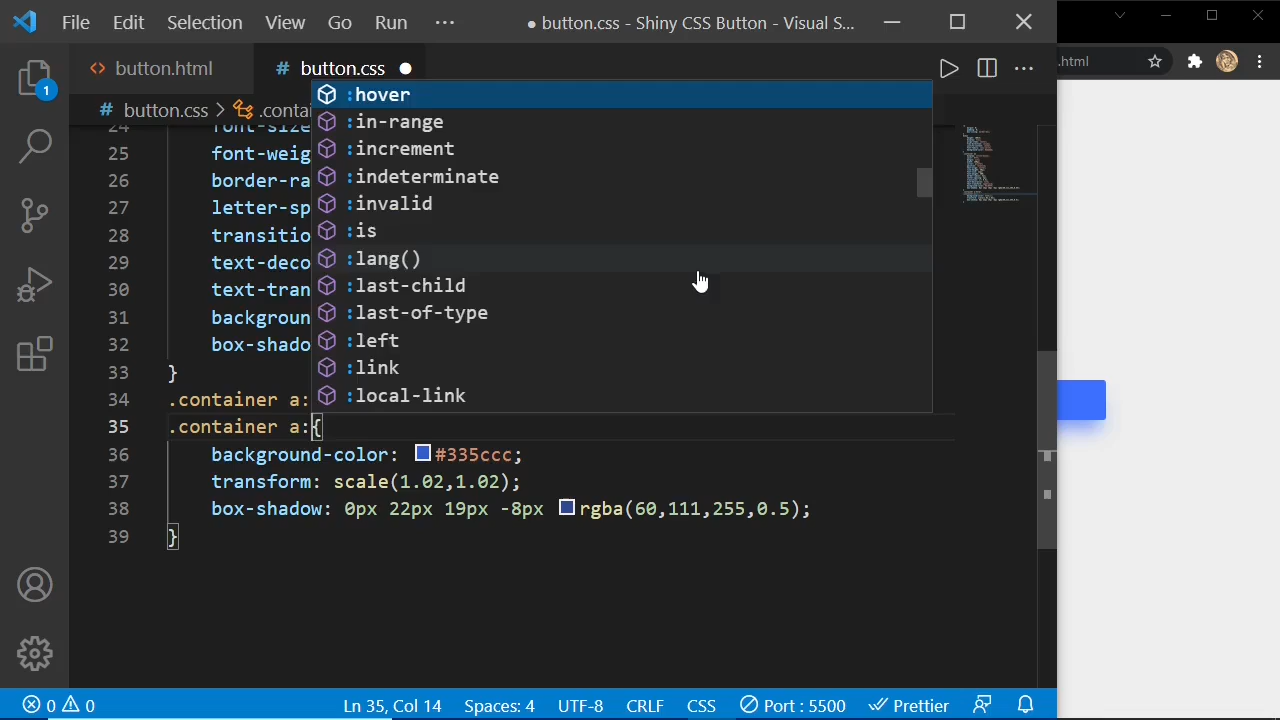 File Edit Selection View Go Run ··· ● button.css - Shiny CSS Button - Visual S...
<> button.html # button.css ●
.html
# button.css > .contai
:hover
:in-range
:increment
:indeterminate
:invalid
:is
:lang()
:last-child
:last-of-type
:left
:link
:local-link
24 font-size
25 font-weig
26 border-ra
27 letter-sp
28 transitio
29 text-deco
30 text-tran
31 backgroun
32 box-shado
33 }
34 .container a:
35 .container a:{
36 background-color: #335ccc;
37 transform: scale(1.02,1.02);
38 box-shadow: 0px 22px 19px -8px rgba(60,111,255,0.5);
39 }
1
0 0 Ln 35, Col 14 Spaces: 4 UTF-8 CRLF CSS Port : 5500 Prettier